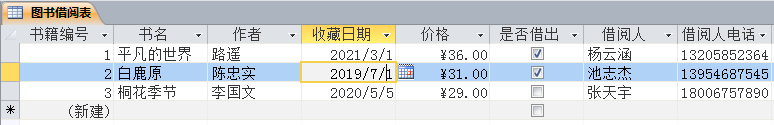 图书借阅表
书籍编号 书名 作者 收藏日期 价格 是否借出 借阅人 借阅人电话
1 平凡的世界 路遥 2021/3/1 ¥36.00 杨云涵 13205852364
2 白鹿原 陈忠实 2019/7/1 ¥31.00 池志杰 13954687545
3 桐花季节 李国文 2020/5/5 ¥29.00 张天宇 18006757890
* (新建)